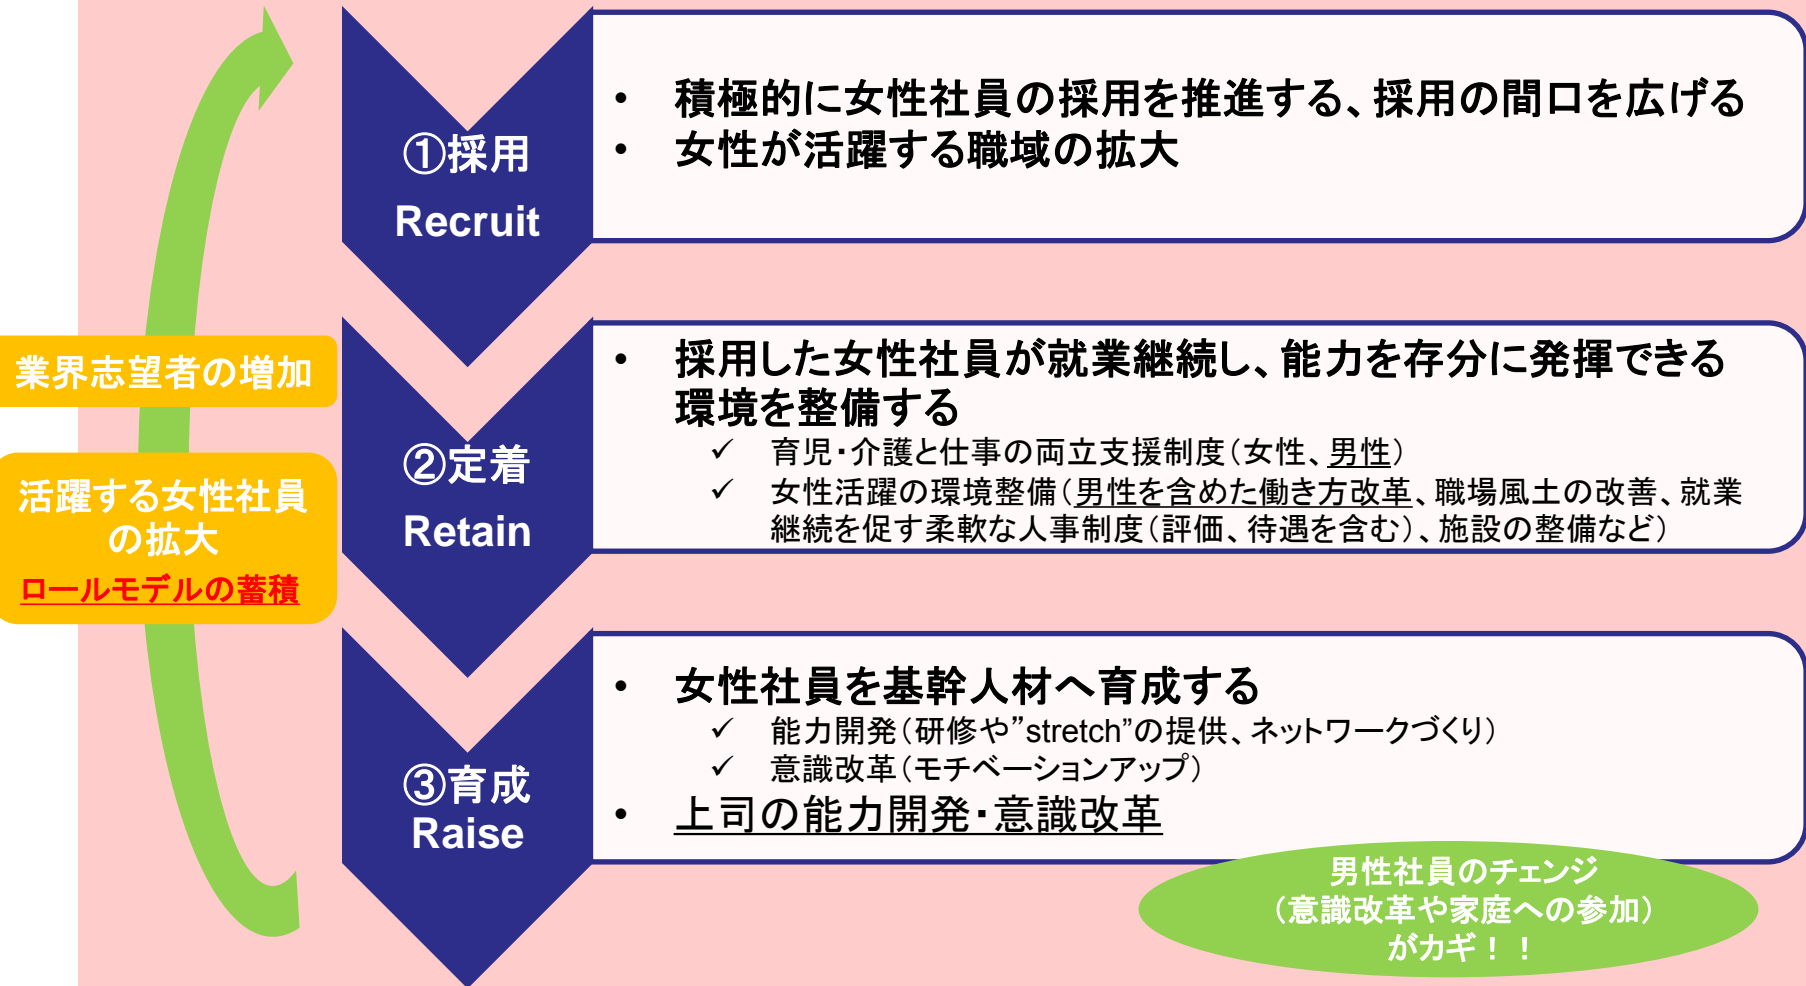 ①採用
Recruit
• 積極的に女性社員の採用を推進する、採用の間口を広げる
• 女性が活躍する職域の拡大
業界志望者の増加
活躍する女性社員
の拡大
ロールモデルの蓄積
②定着
Retain
• 採用した女性社員が就業継続し、能力を存分に発揮できる
環境を整備する
✓ 育児・介護と仕事の両立支援制度（女性、男性）
✓ 女性活躍の環境整備（男性を含めた働き方改革、職場風土の改善、就業
継続を促す柔軟な人事制度（評価、待遇を含む）、施設の整備など）
③育成
Raise
• 女性社員を基幹人材へ育成する
✓ 能力開発（研修や”stretch”の提供、ネットワークづくり）
✓ 意識改革（モチベーションアップ）
• 上司の能力開発・意識改革
男性社員のチェンジ
（意識改革や家庭への参加）
がカギ！！